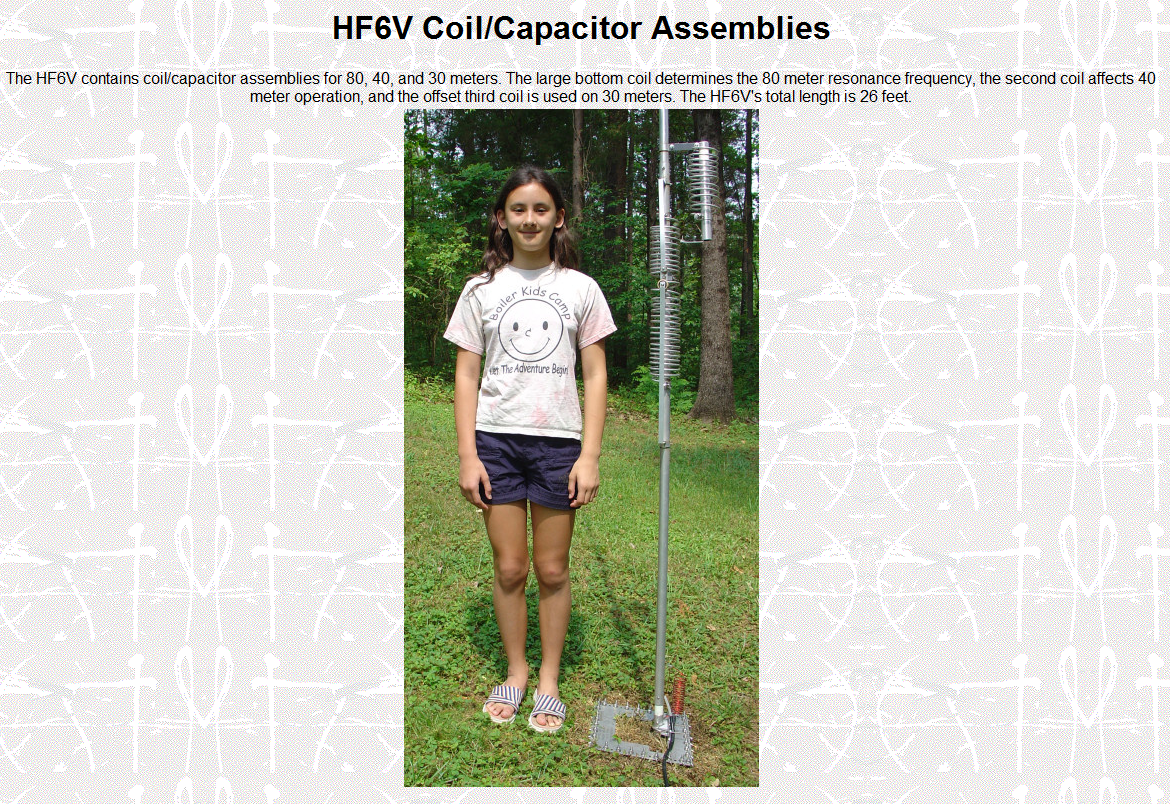 HF6V Coil/Capacitor Assemblies
The HF6V contains coil/capacitor assemblies for 80, 40, and 30 meters. The large bottom coil determines the 80 meter resonance frequency, the second coil affects 40
meter operation, and the offset third coil is used on 30 meters. The HF6V's total length is 26 feet.
Boiler Kids Camp
The Adventure Begin